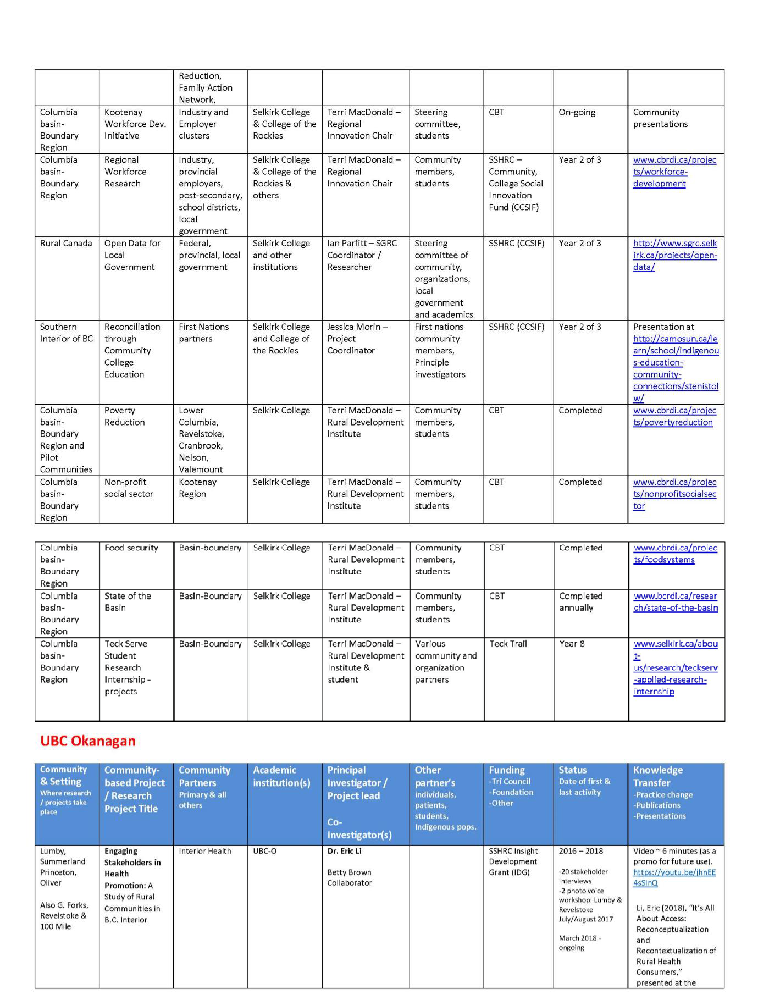 Reduction,
Family Action
Network,
Columbia
basin-
Boundary
Region
Kootenay
Workforce Dev.
Initiative
Industry and
Employer
clusters
Selkirk College
& College of the
Rockies
Terri MacDonald –
Regional
Innovation Chair
Steering
committee,
students
CBT
On-going
Community
presentations
Columbia
basin-
Boundary
Region
Regional
Workforce
Research
Industry,
provincial
employers,
post-secondary,
school districts,
local
government
Selkirk College
& College of the
Rockies &
others
Terri MacDonald –
Regional
Innovation Chair
Community
members,
students
SSHRC –
Community,
College Social
Innovation
Fund (CCSIF)
Year 2 of 3
www.cbrdi.ca/projec
ts/workforce-
development
Rural Canada
Open Data for
Local
Government
Federal,
provincial, local
government
Selkirk College
and other
institutions
Ian Parfitt – SGRC
Coordinator /
Researcher
Steering
committee of
community,
organizations,
local
government
and academics
SSHRC (CCSIF)
Year 2 of 3
http://www.sgrc.selk
irk.ca/projects/open-
data/
Southern
Interior of BC
Reconciliation
through
Community
College
Education
First Nations
partners
Selkirk College
and College of
the Rockies
Jessica Morin –
Project
Coordinator
First nations
community
members,
Principle
investigators
SSHRC (CCSIF)
Year 2 of 3
Presentation at
http://camosun.ca/le
arn/school/indigenou
s-education-
community-
connections/stenistol
w/
Columbia
basin-
Boundary
Region and
Pilot
Communities
Poverty
Reduction
Lower
Columbia,
Revelstoke,
Cranbrook,
Nelson,
Valemount
Selkirk College
Terri MacDonald –
Rural Development
Institute
Community
members,
students
CBT
Completed
www.cbrdi.ca/projec
ts/povertyreduction
Columbia
basin-
Boundary
Region
Non-profit
social sector
Kootenay
Region
Selkirk College
Terri MacDonald –
Rural Development
Institute
Community
members,
students
CBT
Completed
www.cbrdi.ca/projec
ts/nonprofitsocialsec
tor
Columbia
basin-
Boundary
Region
Food security
Basin-boundary
Selkirk College
Terri MacDonald –
Rural Development
Institute
Community
members,
students
CBT
Completed
www.cbrdi.ca/projec
ts/foodsystems
Columbia
basin-
Boundary
Region
State of the
Basin
Basin-Boundary
Selkirk College
Terri MacDonald –
Rural Development
Institute
Community
members,
students
CBT
Completed
annually
www.bcrdi.ca/resear
ch/state-of-the-basin
Columbia
basin-
Boundary
Region
Teck Serve
Student
Research
Internship -
projects
Basin-Boundary
Selkirk College
Terri MacDonald –
Rural Development
Institute &
student
Various
community and
organization
partners
Teck Trail
Year 8
www.selkirk.ca/abou
t-
us/research/teckserv
-applied-research-
internship
UBC Okanagan
Community
& Setting
Where research
/ projects take
place
Community-
based Project
/ Research
Project Title
Community
Partners
Primary & all
others
Academic
institution(s)
Principal
Investigator /
Project lead
Co-
Investigator(s)
Other
partner's
individuals,
patients,
students,
Indigenous pops.
Funding
-Tri Council
-Foundation
-Other
Status
Date of first &
last activity
Knowledge
Transfer
-Practice change
-Publications
-Presentations
Lumby,
Summerland
Princeton,
Oliver
Also G. Forks,
Revelstoke &
100 Mile
Engaging
Stakeholders in
Health
Promotion: A
Study of Rural
Communities in
B.C. Interior
Interior Health
UBC-O
Dr. Eric Li
Betty Brown
Collaborator
SSHRC Insight
Development
Grant (IDG)
2016 – 2018
-20 stakeholder
interviews
-2 photo voice
workshop: Lumby &
Revelstoke
July/August 2017
March 2018 -
ongoing
Video ~ 6 minutes (as a
promo for future use).
https://youtu.be/jhnEE
4sSInQ
Li, Eric (2018), "It's All
About Access:
Reconceptualization
and
Recontextualization of
Rural Health
Consumers,"
presented at the